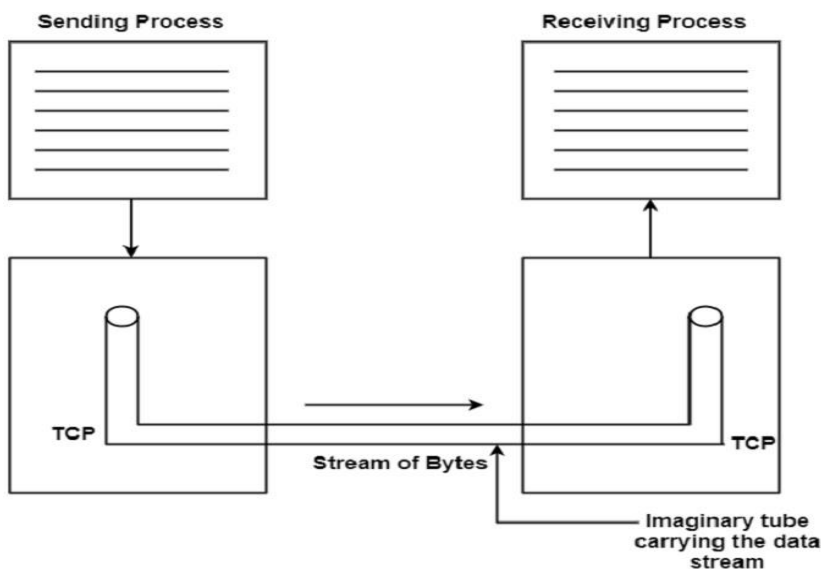 Sending Process
Receiving Process
TCP
TCP
Stream of Bytes
Imaginary tube
carrying the data
stream